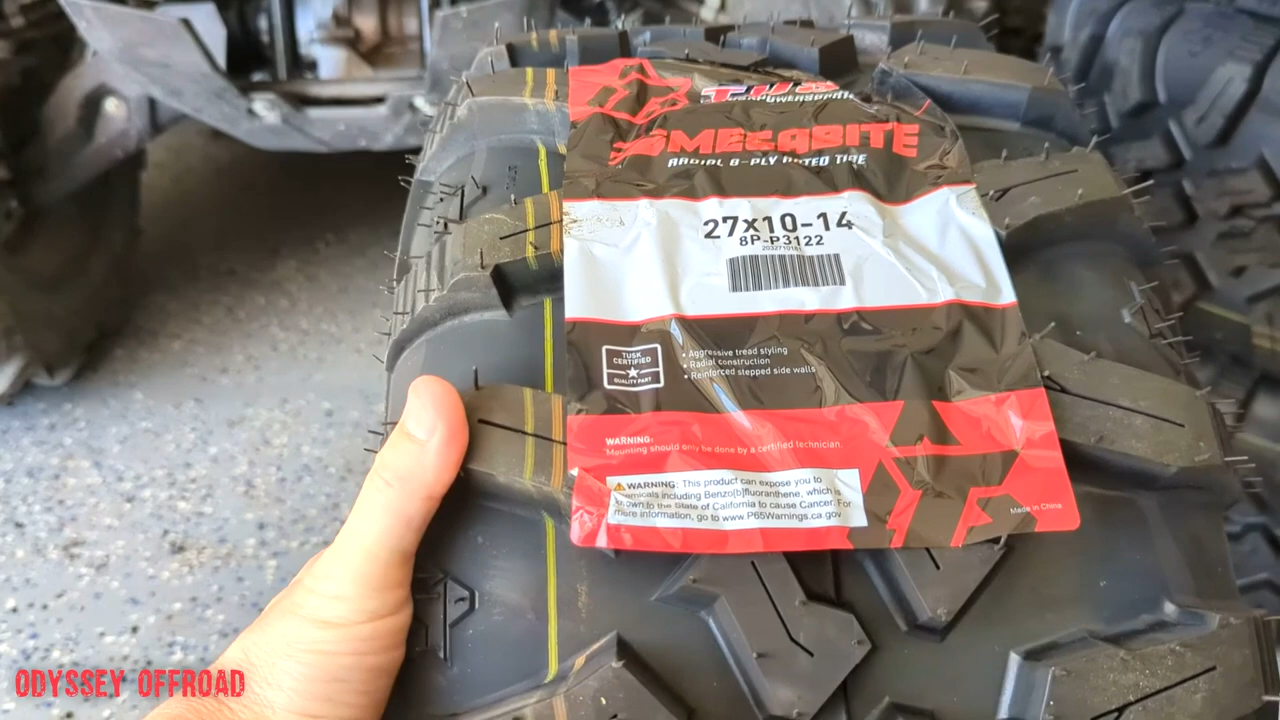 TUSK
MEGABITE
RADIAL 8-PLY RATED TIRE
27x10-14
8P-P3122
TUSK
CERTIFIED
QUALITY PART
• Aggressive tread styling
• Radial construction
• Reinforced stepped side walls
WARNING:
Mounting should only be done by a certified technician.
WARNING: This product can expose you to
chemicals including Benzo[b]fluoranthene, which is
known to the State of California to cause Cancer. For
more information, go to www.P65Warnings.ca.gov
Made in China
ODYSSEY OFFROAD